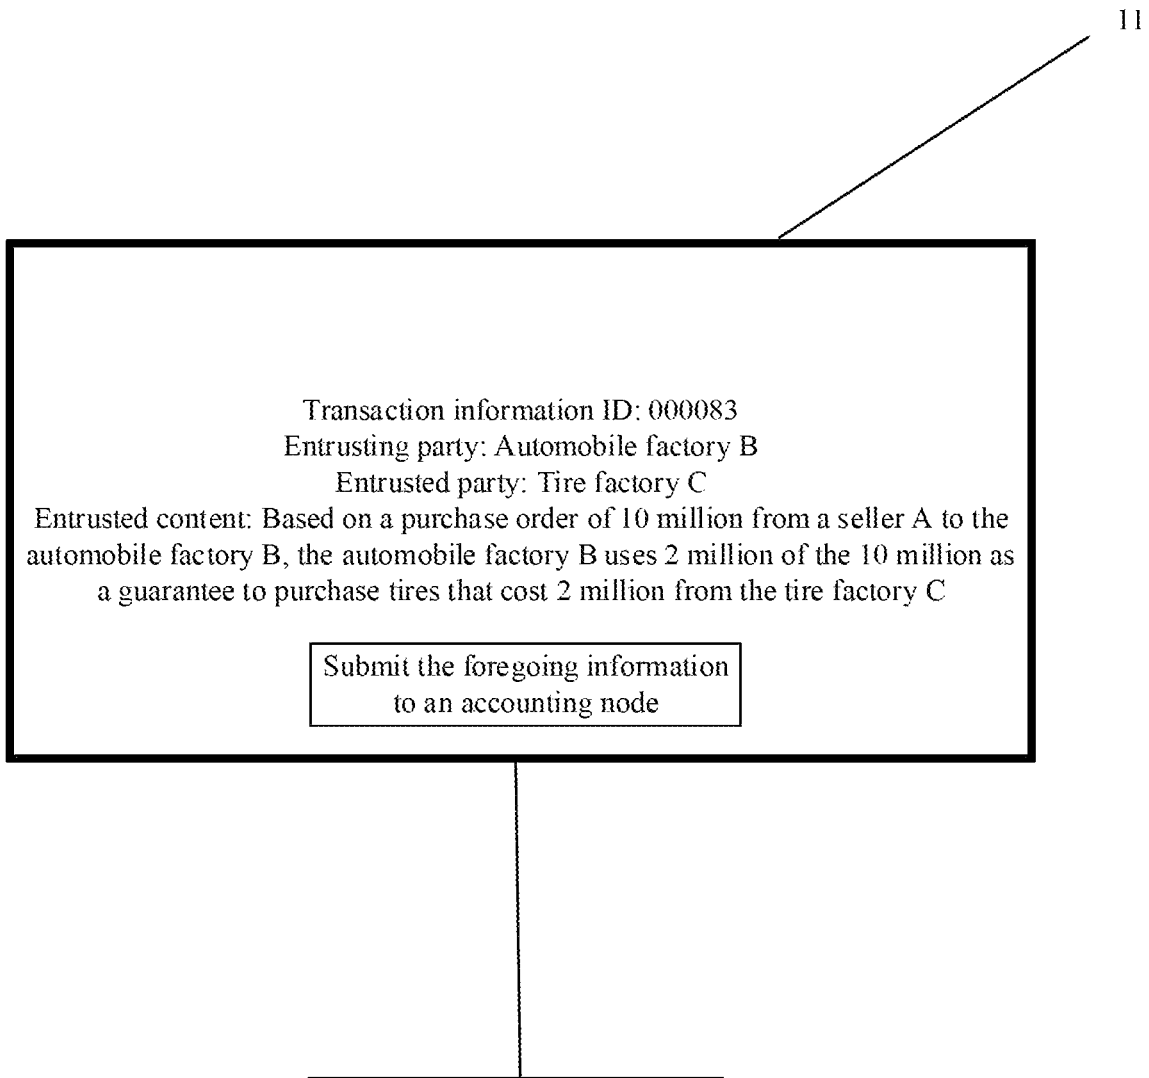 11
Transaction information ID: 000083
Entrusting party: Automobile factory B
Entrusted party: Tire factory C
Entrusted content: Based on a purchase order of 10 million from a seller A to the
automobile factory B, the automobile factory B uses 2 million of the 10 million as
a guarantee to purchase tires that cost 2 million from the tire factory C
Submit the foregoing information
to an accounting node